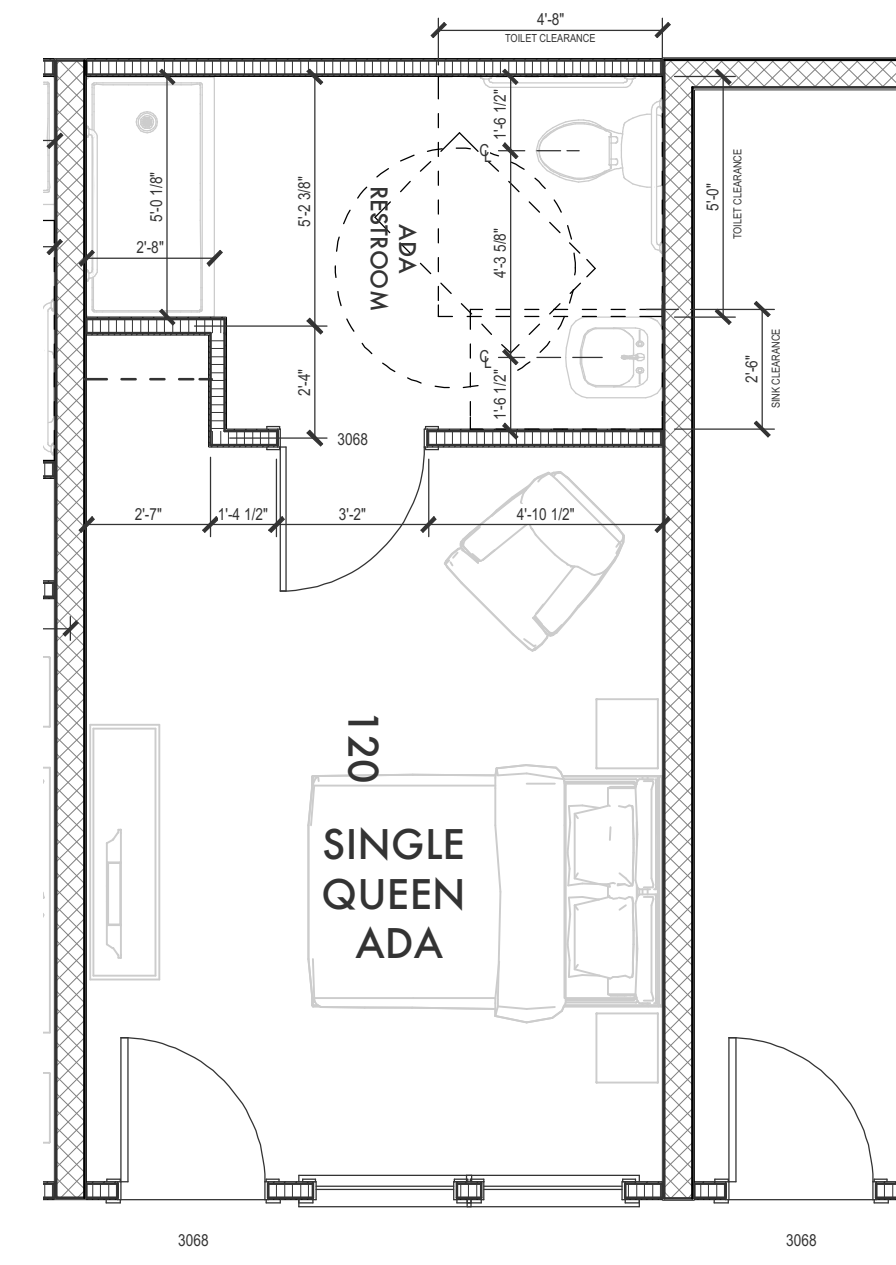 4'-8"
TOILET CLEARANCE
1'-6 1/2"
CL
5'-0 1/8"
5'-2 3/8"
ADA
RESTROOM
4'-3 5/8"
5'-0"
TOILET CLEARANCE
2'-8"
CL
2'-4"
1'-6 1/2"
2'-6"
SINK CLEARANCE
3068
2'-7"
1'-4 1/2"
3'-2"
4'-10 1/2"
120
SINGLE
QUEEN
ADA
3068
3068